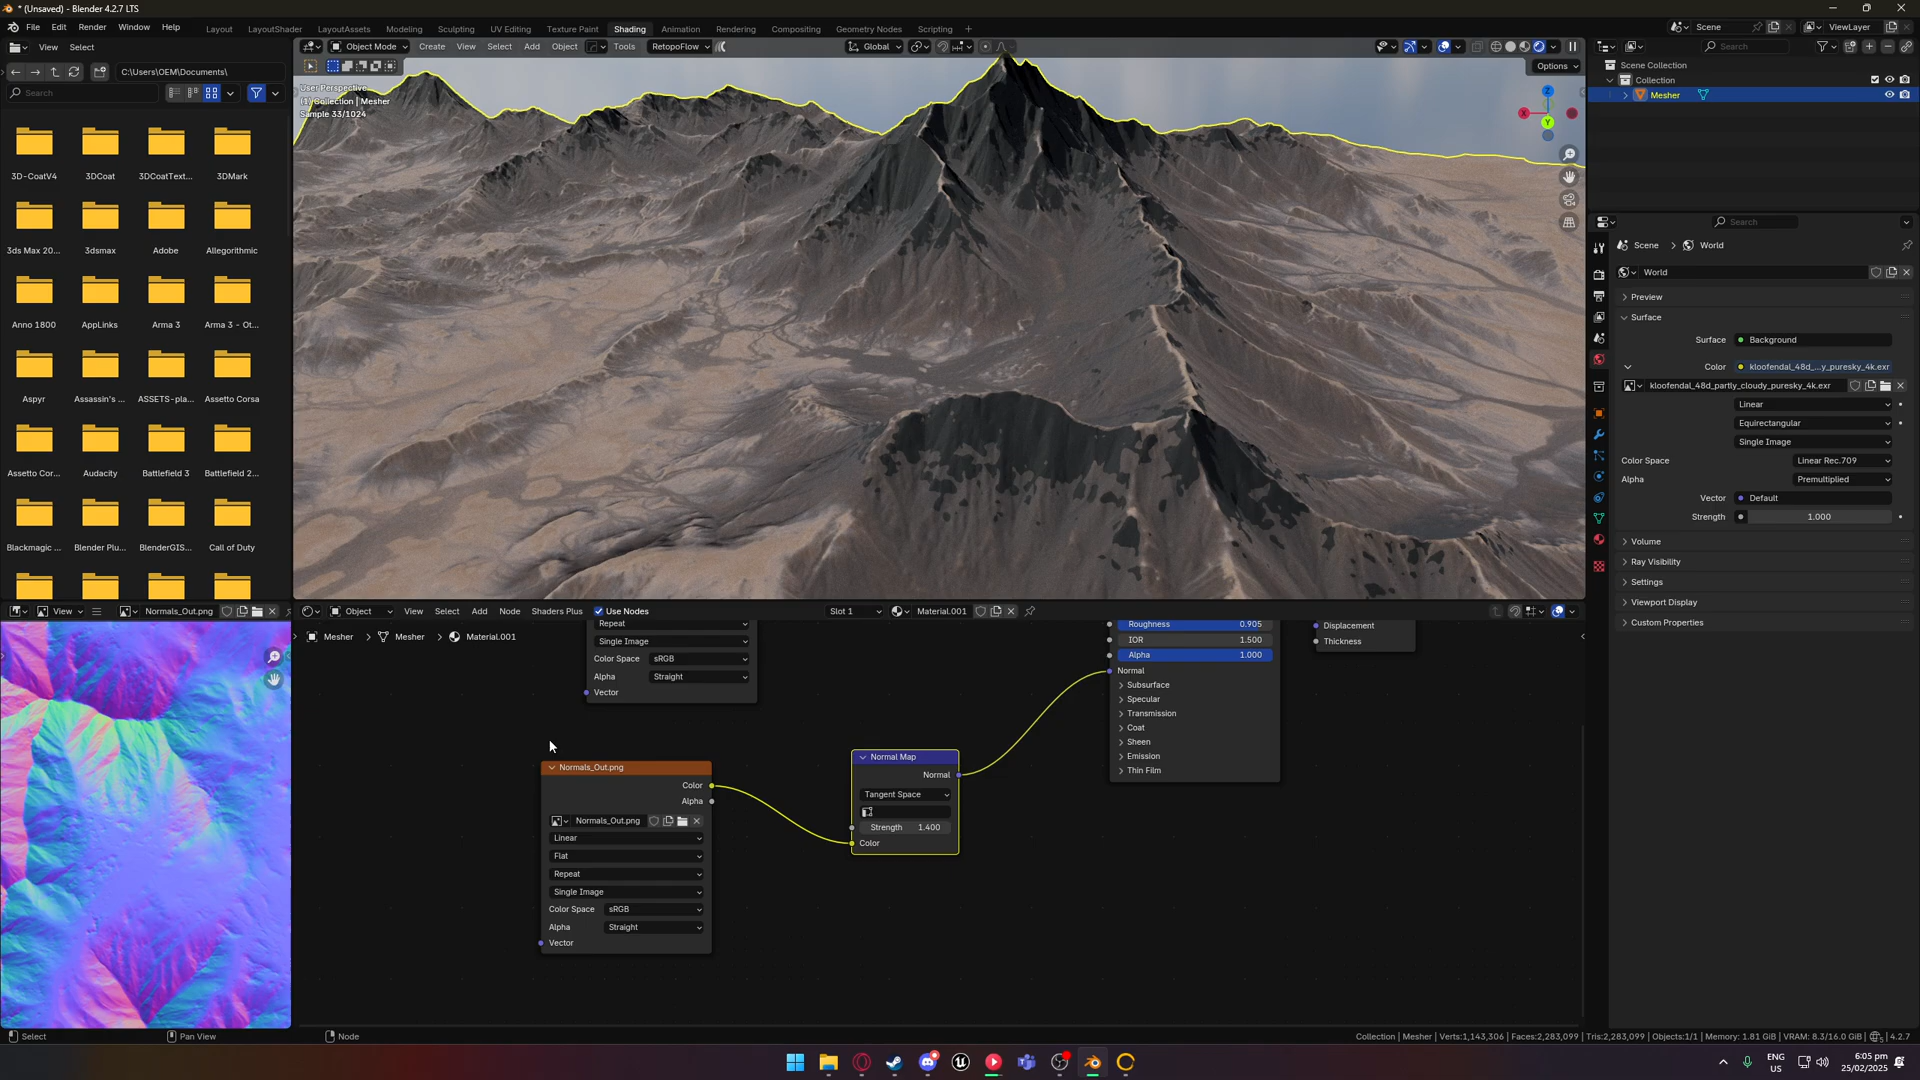 * (Unsaved) - Blender 4.2.7 LTS
File Edit Render Window Help
Layout LayoutShader LayoutAssets Modeling Sculpting UV Editing Texture Paint Shading Animation Rendering Compositing Geometry Nodes Scripting +
Scene
ViewLayer
View Select
C:\Users\OEM\Documents\
Search
3D-CoatV4 3DCoat 3DCoatText... 3DMark
3ds Max 20... 3dsmax Adobe Allegorithmic
Anno 1800 AppLinks Arma 3 Arma 3 - Ot...
Aspyr Assassin's ... ASSETS-pla... Assetto Corsa
Assetto Cor... Audacity Battlefield 3 Battlefield 2...
Blackmagic ... Blender Plu... BlenderGIS... Call of Duty
Object Mode Create View Select Add Object Tools RetopoFlow
Global
Options
User Perspective
(1) Collection | Mesher
Sample 33/1024
Z
X
Y
Search
Scene Collection
Collection
Mesher
Search
Scene > World
World
Preview
Surface
Surface Background
Color kloofendal_48d_...y_puresky_4k.exr
kloofendal_48d_partly_cloudy_puresky_4k.exr
Linear
Equirectangular
Single Image
Color Space Linear Rec.709
Alpha Premultiplied
Vector Default
Strength 1.000
Volume
Ray Visibility
Settings
Viewport Display
Custom Properties
View Normals_Out.png
Object View Select Add Node Shaders Plus Use Nodes Slot 1 Material.001
Mesher > Mesher > Material.001
Repeat
Single Image
Color Space sRGB
Alpha Straight
Vector
Normals_Out.png
Color
Alpha
Normals_Out.png
Linear
Flat
Repeat
Single Image
Color Space sRGB
Alpha Straight
Vector
Normal Map
Normal
Tangent Space
Strength 1.400
Color
Roughness 0.905
IOR 1.500
Alpha 1.000
Normal
Subsurface
Specular
Transmission
Coat
Sheen
Emission
Thin Film
Displacement
Thickness
Select Pan View Node
Collection | Mesher | Verts:1,143,306 | Faces:2,283,099 | Tris:2,283,099 | Objects:1/1 | Memory: 1.81 GiB | VRAM: 8.3/16.0 GiB 4.2.7
ENG
US
6:05 pm
25/02/2025